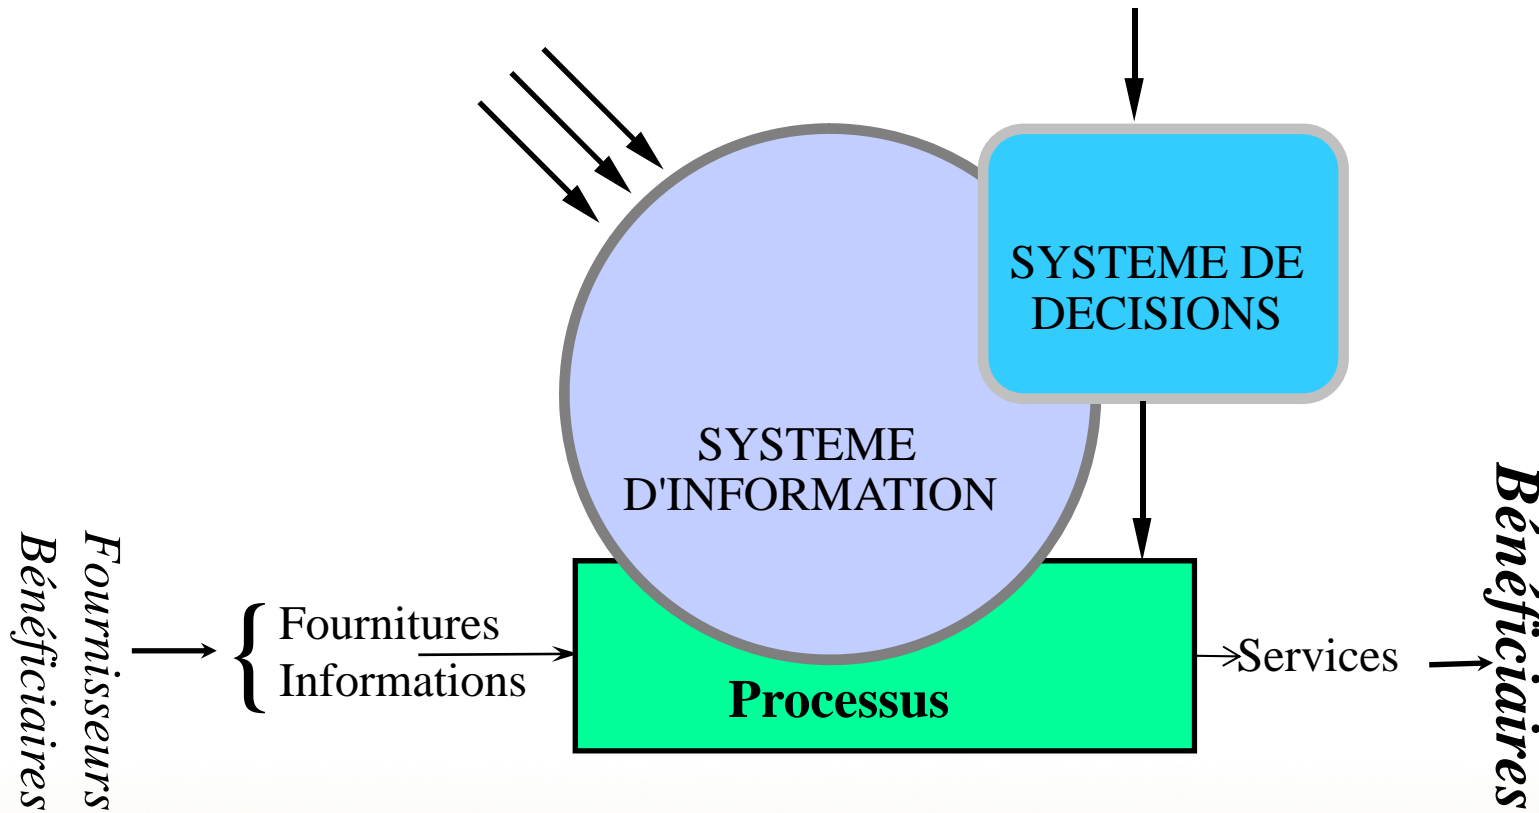 SYSTEME DE
DECISIONS
SYSTEME
D'INFORMATION
Fournisseurs
Bénéficiaires
Fournitures
Informations
Processus
Services
Bénéficiaires